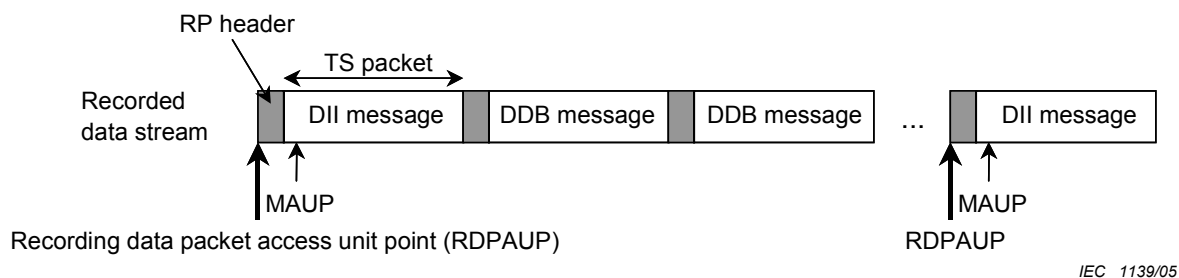 RP header
TS packet
Recorded
data stream
DII message
DDB message
DDB message
...
DII message
MAUP
MAUP
Recording data packet access unit point (RDPAUP)
RDPAUP
IEC 1139/05